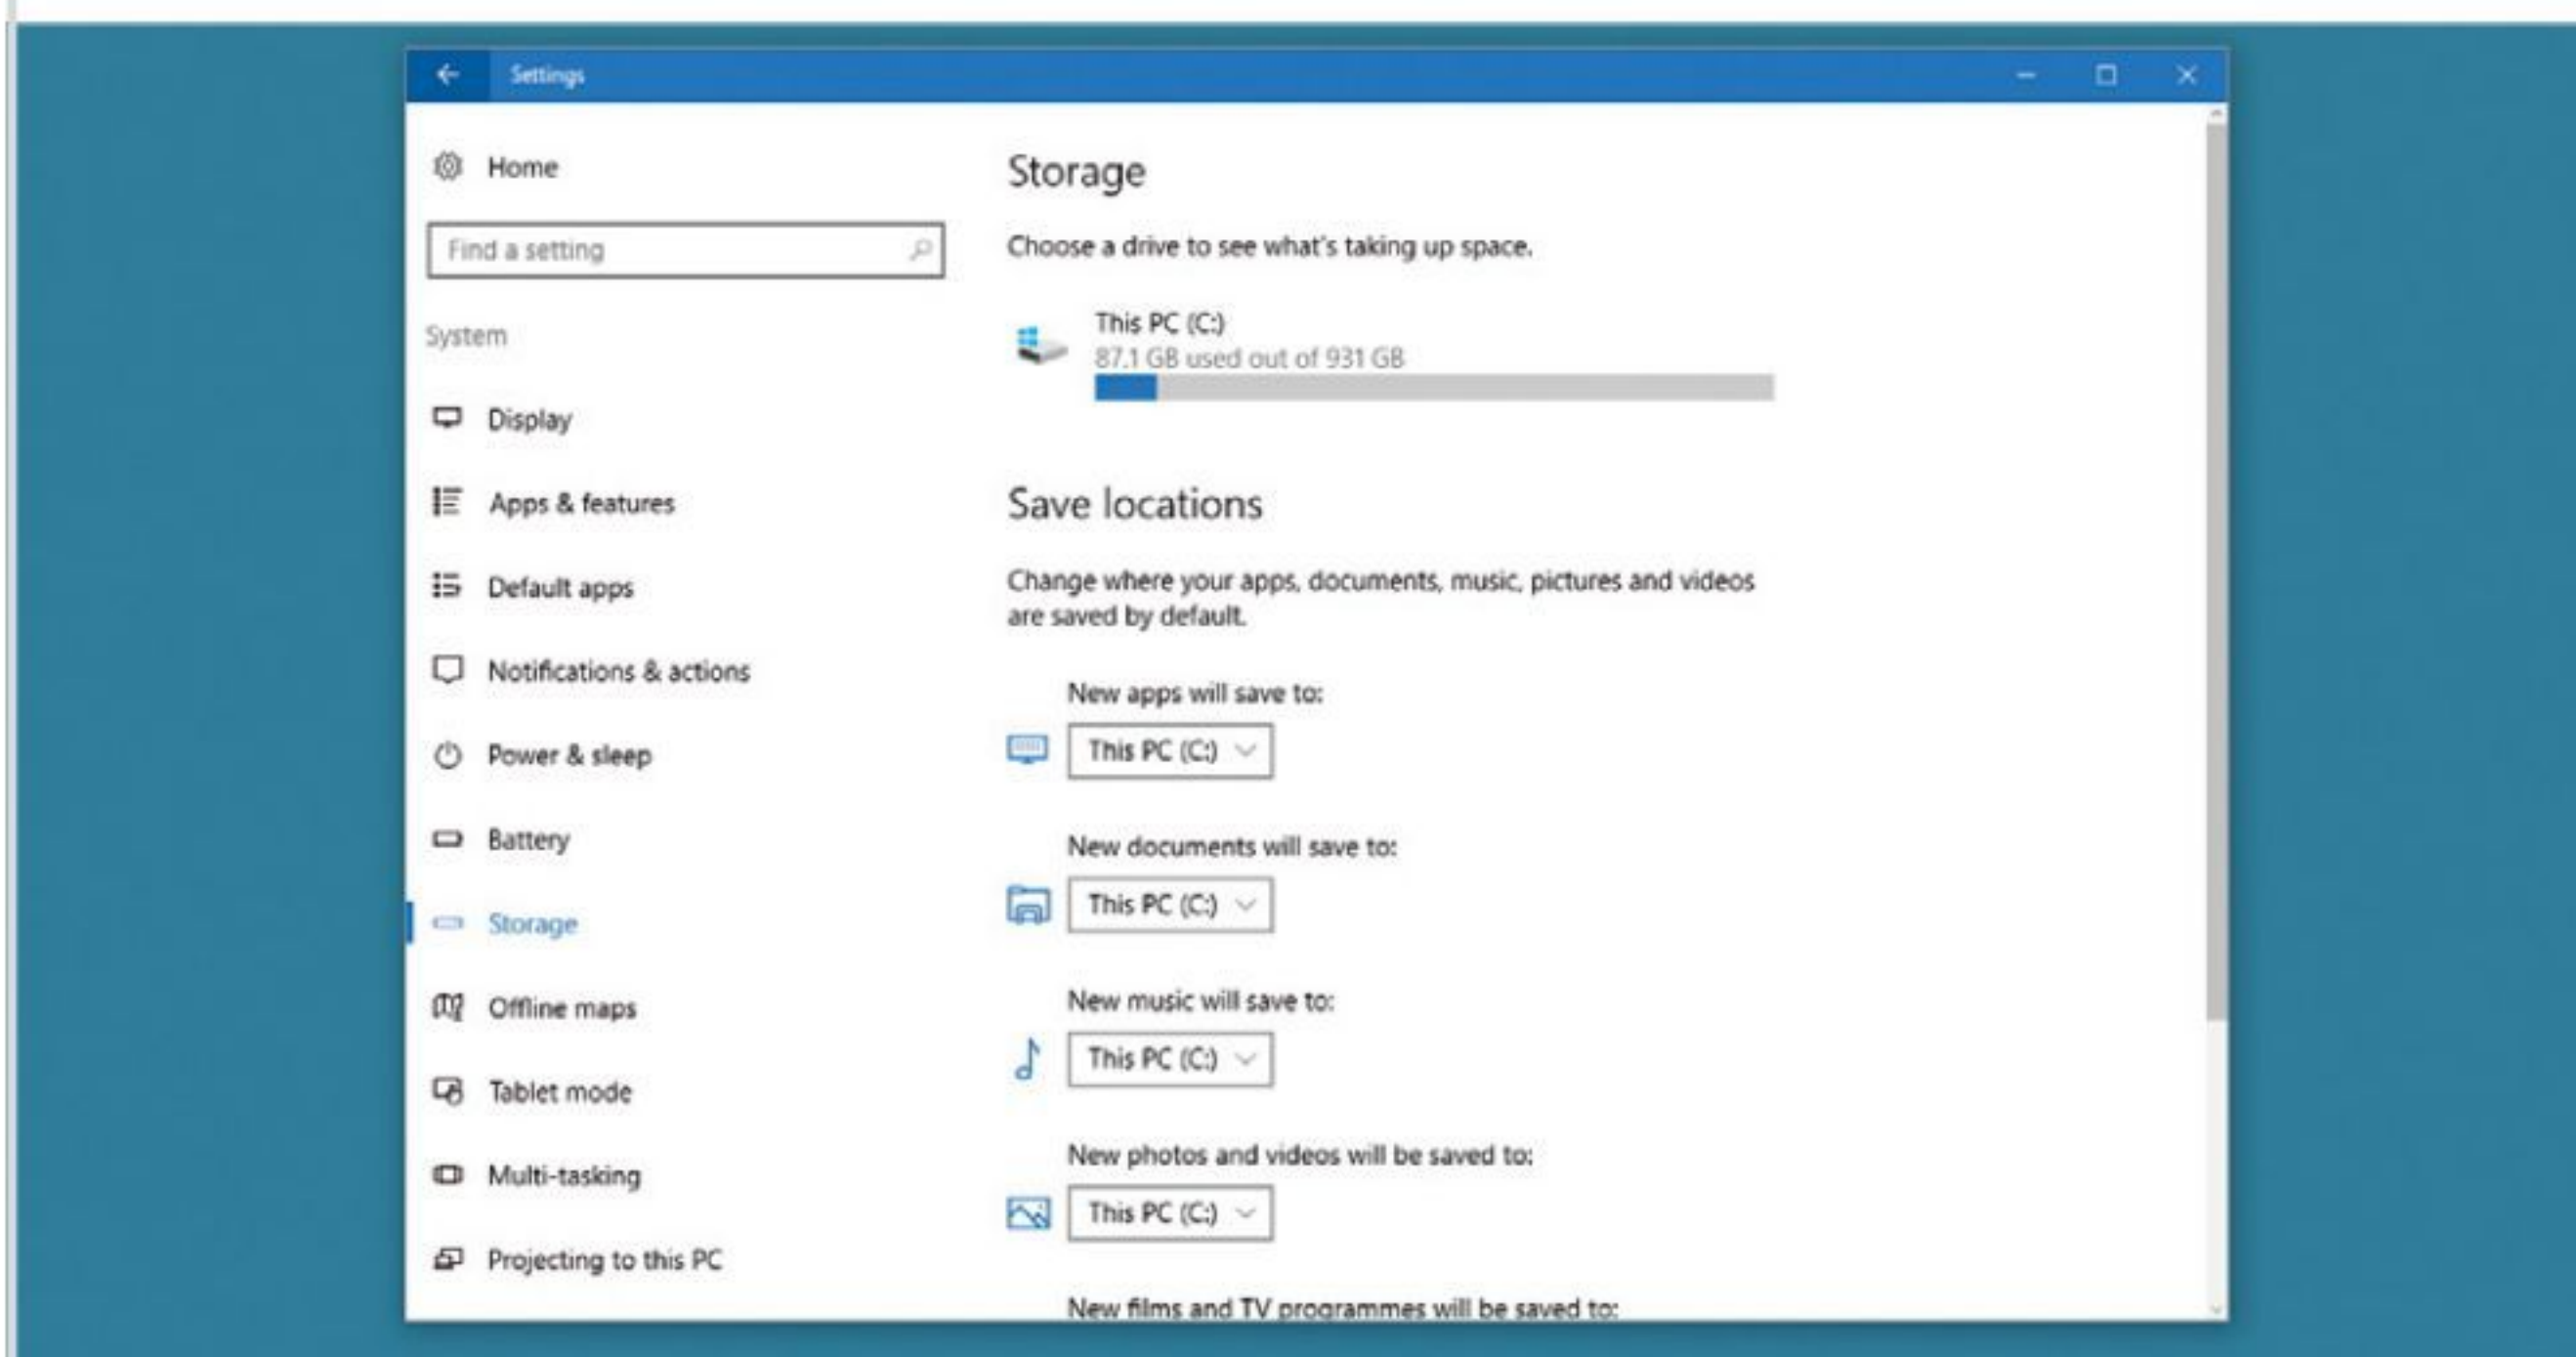 Settings
Home
Find a setting
System
Display
Apps & features
Default apps
Notifications & actions
Power & sleep
Battery
Storage
Offline maps
Tablet mode
Multi-tasking
Projecting to this PC
Storage
Choose a drive to see what's taking up space.
This PC (C:)
87.1 GB used out of 931 GB
Save locations
Change where your apps, documents, music, pictures and videos
are saved by default.
New apps will save to:
This PC (C:)
New documents will save to:
This PC (C:)
New music will save to:
This PC (C:)
New photos and videos will be saved to:
This PC (C:)
New films and TV programmes will be saved to: